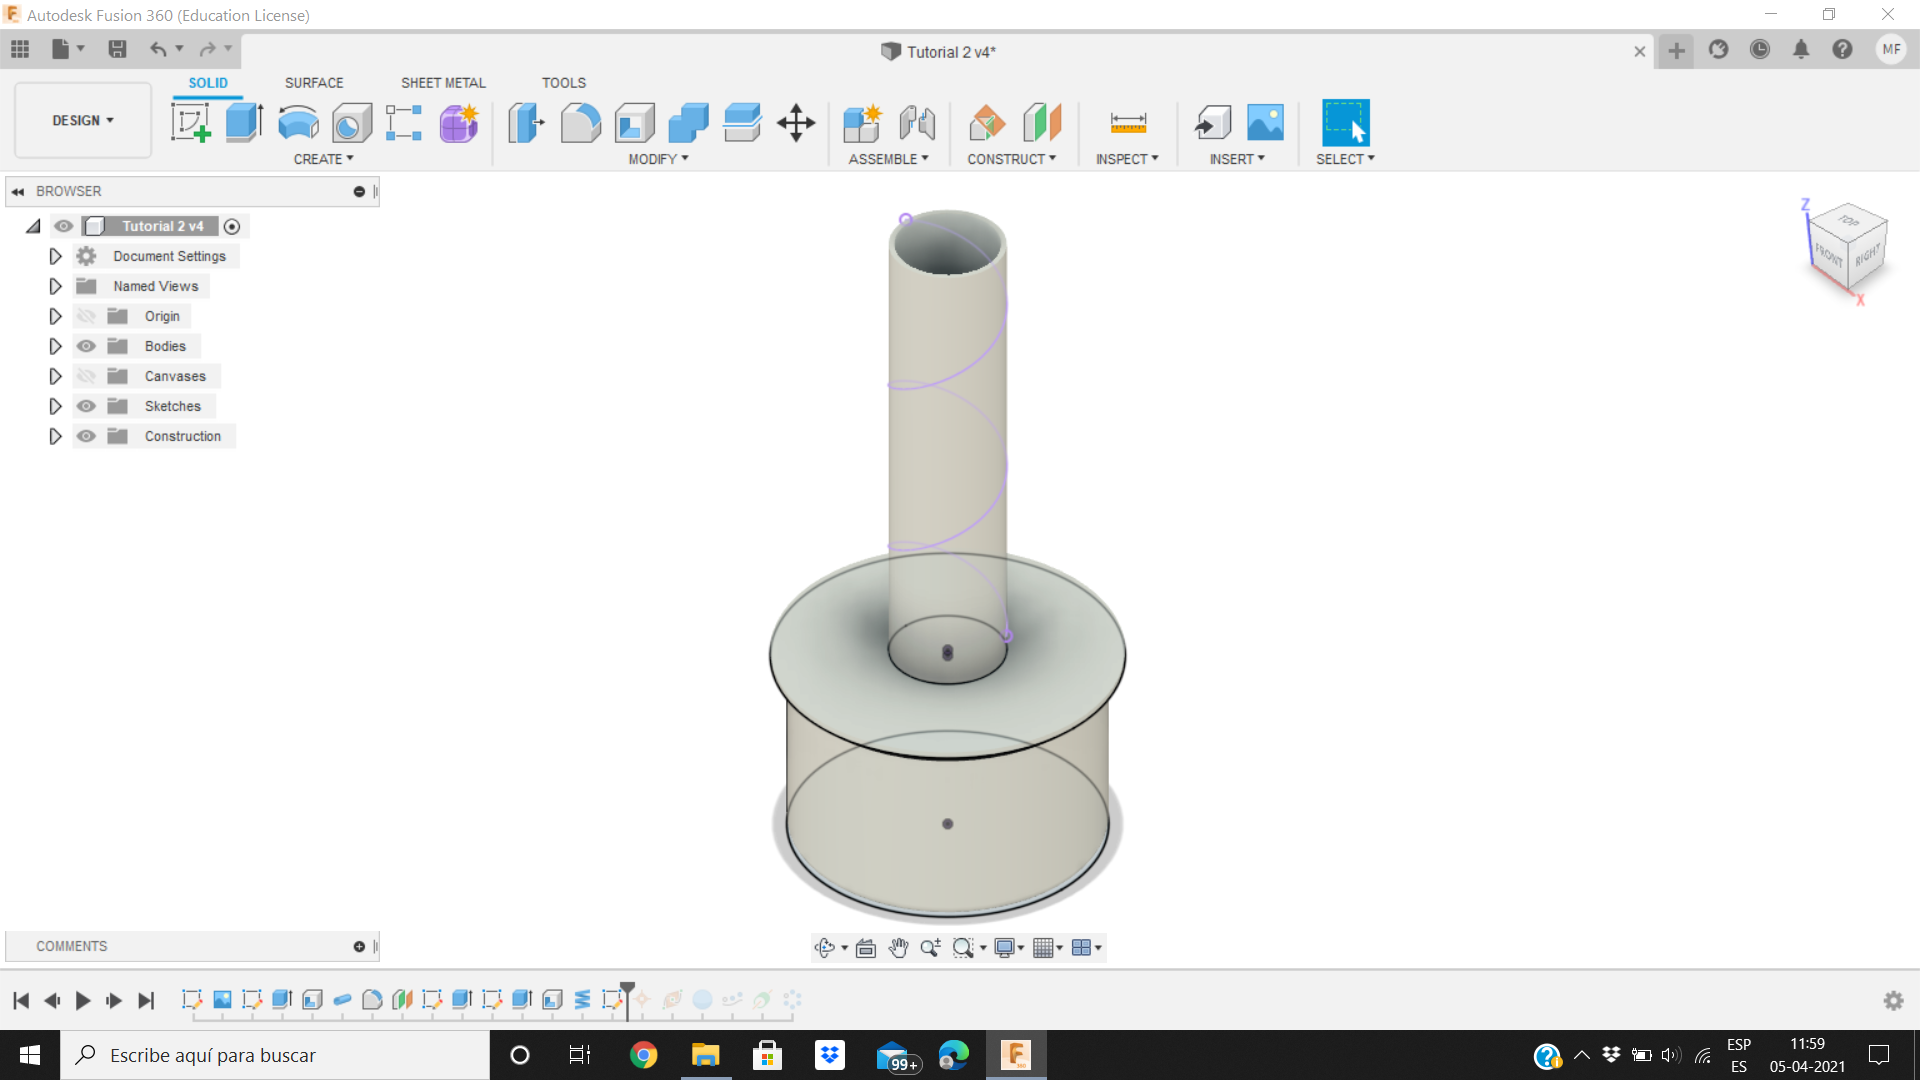 Autodesk Fusion 360 (Education License)
Tutorial 2 v4*
MF
SOLID SURFACE SHEET METAL TOOLS
DESIGN
CREATE MODIFY ASSEMBLE CONSTRUCT INSPECT INSERT SELECT
BROWSER
Tutorial 2 v4
Document Settings
Named Views
Origin
Bodies
Canvases
Sketches
Construction
Z
TOP
FRONT
RIGHT
X
COMMENTS
Escribe aquí para buscar
99+
ESP
ES
11:59
05-04-2021